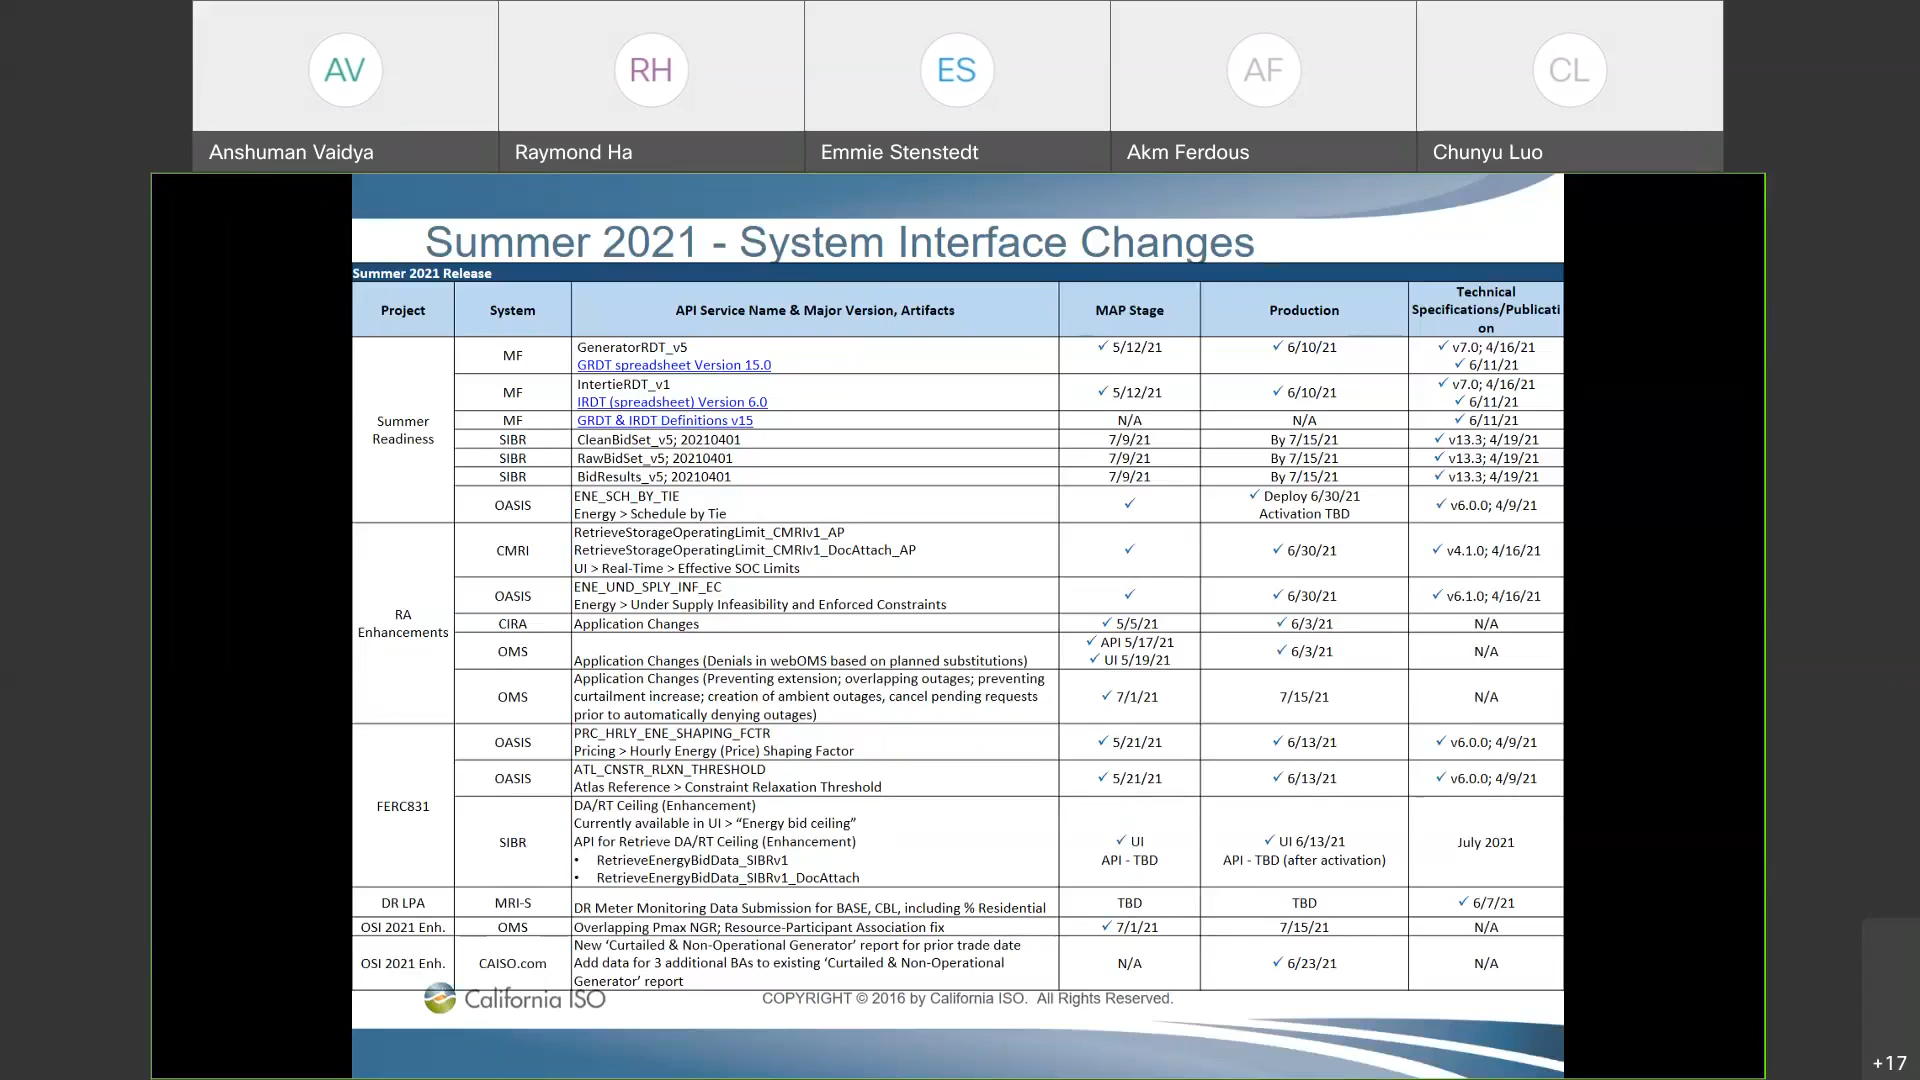 AV
RH
ES
AF
CL
Anshuman Vaidya
Raymond Ha
Emmie Stenstedt
Akm Ferdous
Chunyu Luo
Summer 2021 - System Interface Changes
Summer 2021 Release
Project
System
API Service Name & Major Version, Artifacts
MAP Stage
Production
Technical
Specifications/Publicati
on
Summer
Readiness
MF
GeneratorRDT_v5
GRDT spreadsheet Version 15.0
✓ 5/12/21
✓ 6/10/21
✓ v7.0; 4/16/21
✓ 6/11/21
MF
IntertieRDT_v1
IRDT (spreadsheet) Version 6.0
✓ 5/12/21
✓ 6/10/21
✓ v7.0; 4/16/21
✓ 6/11/21
MF
GRDT & IRDT Definitions v15
N/A
N/A
✓ 6/11/21
SIBR
CleanBidSet_v5; 20210401
7/9/21
By 7/15/21
✓ v13.3; 4/19/21
SIBR
RawBidSet_v5; 20210401
7/9/21
By 7/15/21
✓ v13.3; 4/19/21
SIBR
BidResults_v5; 20210401
7/9/21
By 7/15/21
✓ v13.3; 4/19/21
OASIS
ENE_SCH_BY_TIE
Energy > Schedule by Tie
✓
✓ Deploy 6/30/21
Activation TBD
✓ v6.0.0; 4/9/21
RA
Enhancements
CMRI
RetrieveStorageOperatingLimit_CMRIv1_AP
RetrieveStorageOperatingLimit_CMRIv1_DocAttach_AP
UI > Real-Time > Effective SOC Limits
✓
✓ 6/30/21
✓ v4.1.0; 4/16/21
OASIS
ENE_UND_SPLY_INF_EC
Energy > Under Supply Infeasibility and Enforced Constraints
✓
✓ 6/30/21
✓ v6.1.0; 4/16/21
CIRA
Application Changes
✓ 5/5/21
✓ 6/3/21
N/A
OMS
Application Changes (Denials in webOMS based on planned substitutions)
✓ API 5/17/21
✓ UI 5/19/21
✓ 6/3/21
N/A
OMS
Application Changes (Preventing extension; overlapping outages; preventing
curtailment increase; creation of ambient outages, cancel pending requests
prior to automatically denying outages)
✓ 7/1/21
7/15/21
N/A
FERC831
OASIS
PRC_HRLY_ENE_SHAPING_FCTR
Pricing > Hourly Energy (Price) Shaping Factor
✓ 5/21/21
✓ 6/13/21
✓ v6.0.0; 4/9/21
OASIS
ATL_CNSTR_RLXN_THRESHOLD
Atlas Reference > Constraint Relaxation Threshold
✓ 5/21/21
✓ 6/13/21
✓ v6.0.0; 4/9/21
SIBR
DA/RT Ceiling (Enhancement)
Currently available in UI > “Energy bid ceiling”
API for Retrieve DA/RT Ceiling (Enhancement)
• RetrieveEnergyBidData_SIBRv1
• RetrieveEnergyBidData_SIBRv1_DocAttach
✓ UI
API - TBD
✓ UI 6/13/21
API - TBD (after activation)
July 2021
DR LPA
MRI-S
DR Meter Monitoring Data Submission for BASE, CBL, including % Residential
TBD
TBD
✓ 6/7/21
OSI 2021 Enh.
OMS
Overlapping Pmax NGR; Resource-Participant Association fix
✓ 7/1/21
7/15/21
N/A
OSI 2021 Enh.
CAISO.com
New ‘Curtailed & Non-Operational Generator’ report for prior trade date
Add data for 3 additional BAs to existing ‘Curtailed & Non-Operational
Generator’ report
N/A
✓ 6/23/21
N/A
California ISO
COPYRIGHT © 2016 by California ISO. All Rights Reserved.
+17